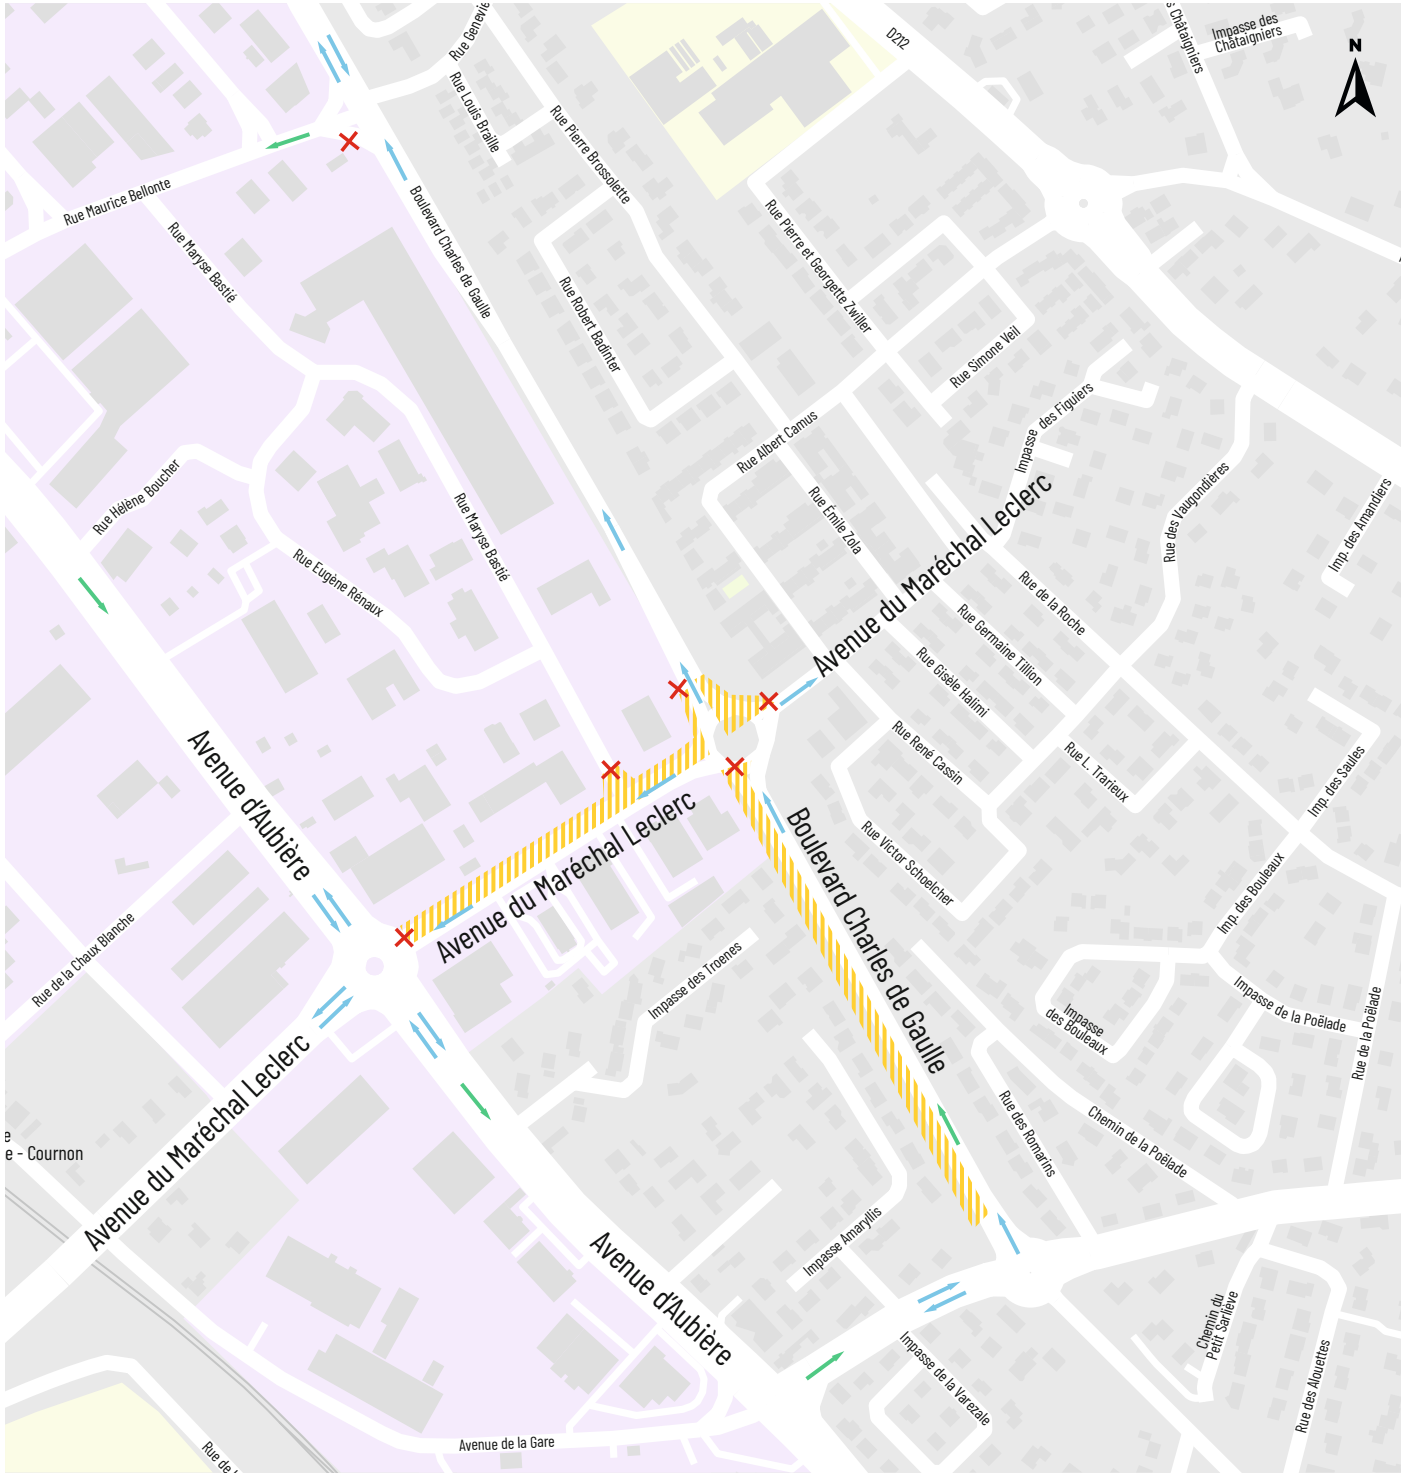 s Châtaigniers
Impasse des
Châtaigniers
N
D212
Rue Genevie
Rue Louis Braille
Rue Pierre Brossolette
Rue Maurice Bellonte
Boulevard Charles de Gaulle
Rue Maryse Bastié
Rue Pierre et Georgette Zwiller
Rue Robert Badinter
Rue Simone Veil
Impasse des Figuiers
Rue Albert Camus
Rue Hélène Boucher
Rue Maryse Bastié
Rue Émile Zola
Avenue du Maréchal Leclerc
Rue des Vaugondières
Imp. des Amandiers
Rue Eugène Rénaux
Rue de la Roche
Rue Germaine Tillion
Rue Gisèle Halimi
Rue René Cassin
Rue L. Trarieux
Imp. des Saules
Avenue d'Aubière
Avenue du Maréchal Leclerc
Boulevard Charles de Gaulle
Rue Victor Schoelcher
Imp. des Bouleaux
Rue de la Chaux Blanche
Impasse des Troenes
Impasse
des Bouleaux
Impasse de la Poëlade
Rue de la Poëlade
Avenue du Maréchal Leclerc
Rue des Romarins
Chemin de la Poëlade
e
e - Cournon
Impasse Amaryllis
Avenue d'Aubière
Chemin du
Petit Sarliève
Impasse de la Varezale
Rue des Alouettes
Avenue de la Gare
Rue de